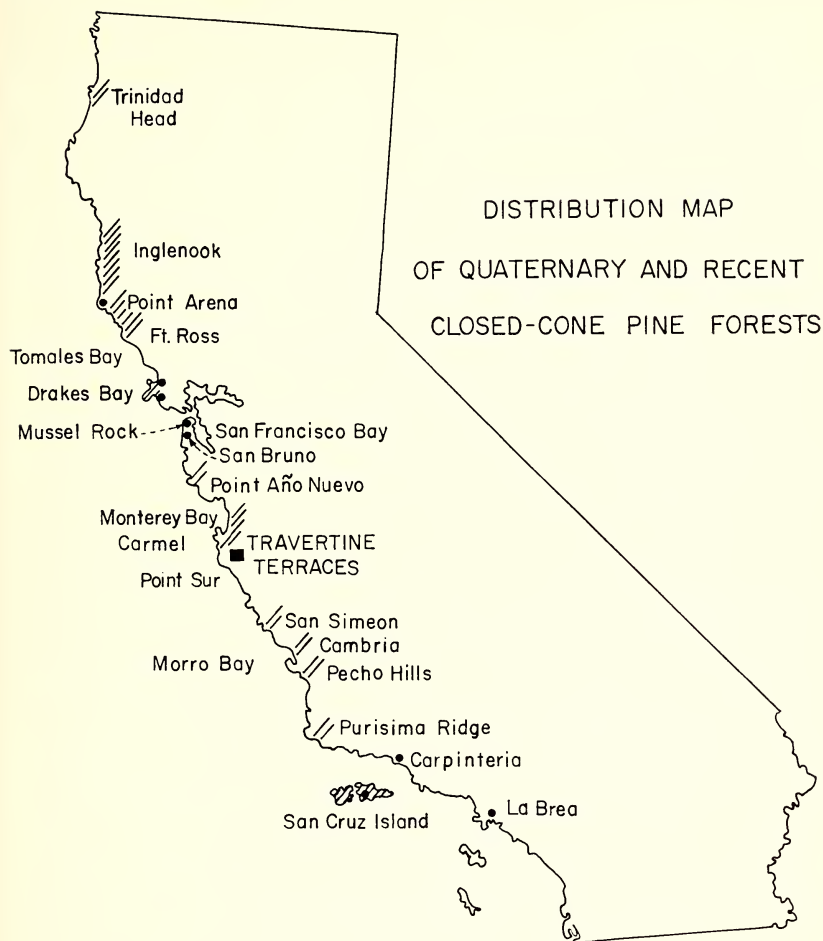 Trinidad
Head
DISTRIBUTION MAP
OF QUATERNARY AND RECENT
CLOSED-CONE PINE FORESTS
Inglenook
Point Arena
Ft. Ross
Tomales Bay
Drakes Bay
Mussel Rock
San Francisco Bay
San Bruno
Point Año Nuevo
Monterey Bay
Carmel
TRAVERTINE
TERRACES
Point Sur
San Simeon
Cambria
Morro Bay
Pecho Hills
Purisima Ridge
Carpinteria
San Cruz Island
La Brea